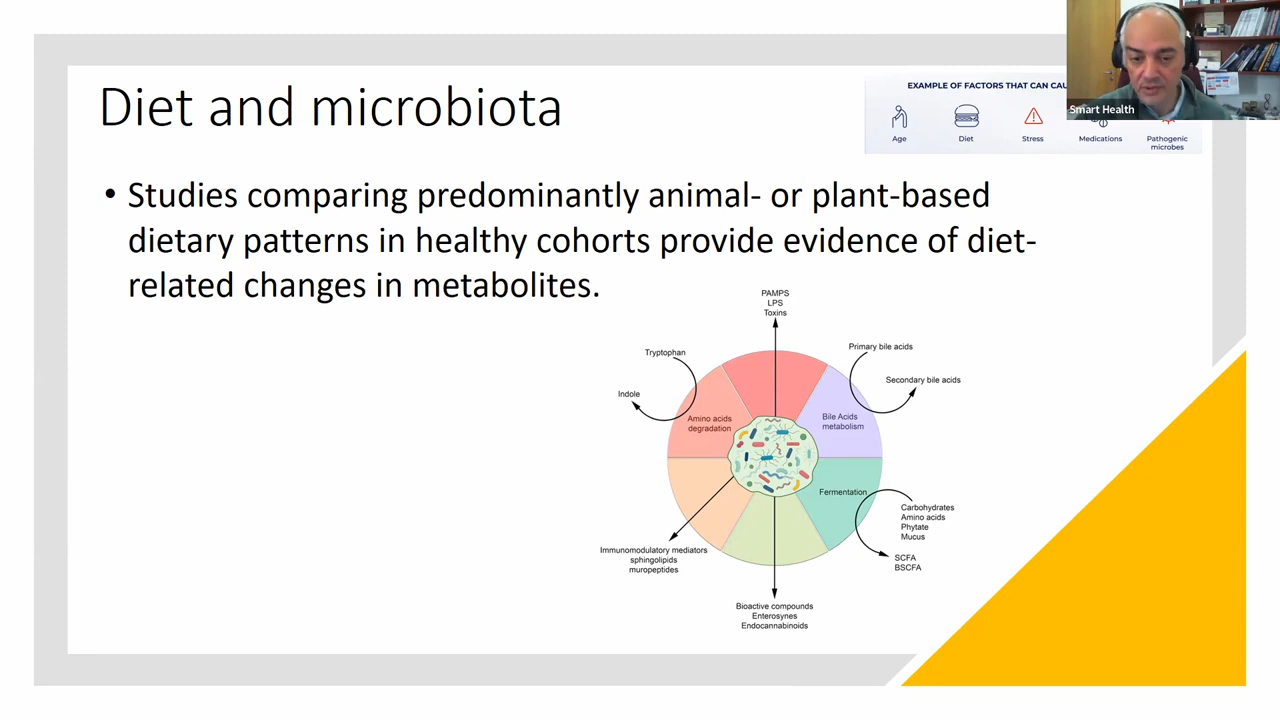 Diet and microbiota
EXAMPLE OF FACTORS THAT CAN CAU
Age
Diet
Stress
Medications
Pathogenic
microbes
Smart Health
• Studies comparing predominantly animal- or plant-based
dietary patterns in healthy cohorts provide evidence of diet-
related changes in metabolites.
PAMPS
LPS
Toxins
Tryptophan
Indole
Amino acids
degradation
Primary bile acids
Secondary bile acids
Bile Acids
metabolism
Fermentation
Carbohydrates
Amino acids
Phytate
Mucus
SCFA
BSCFA
Immunomodulatory mediators
sphingolipids
muropeptides
Bioactive compounds
Enterosynes
Endocannabinoids